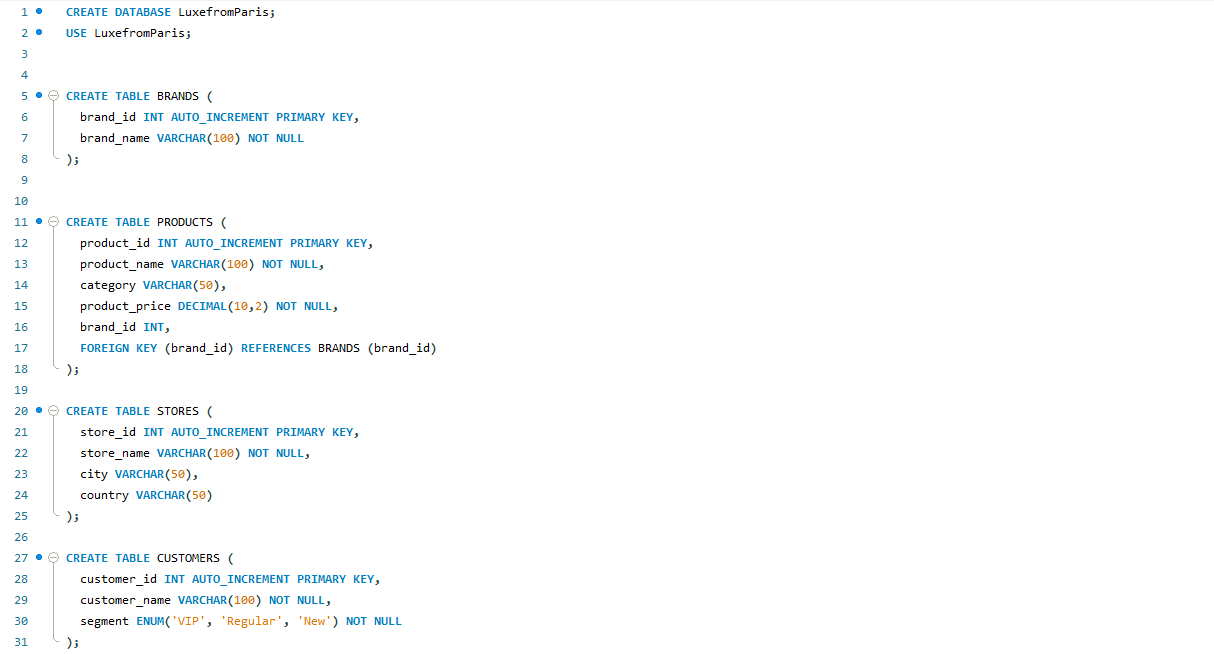 1 CREATE DATABASE LuxefromParis;
2 USE LuxefromParis;
3
4
5 CREATE TABLE BRANDS (
6 brand_id INT AUTO_INCREMENT PRIMARY KEY,
7 brand_name VARCHAR(100) NOT NULL
8 );
9
10
11 CREATE TABLE PRODUCTS (
12 product_id INT AUTO_INCREMENT PRIMARY KEY,
13 product_name VARCHAR(100) NOT NULL,
14 category VARCHAR(50),
15 product_price DECIMAL(10,2) NOT NULL,
16 brand_id INT,
17 FOREIGN KEY (brand_id) REFERENCES BRANDS (brand_id)
18 );
19
20 CREATE TABLE STORES (
21 store_id INT AUTO_INCREMENT PRIMARY KEY,
22 store_name VARCHAR(100) NOT NULL,
23 city VARCHAR(50),
24 country VARCHAR(50)
25 );
26
27 CREATE TABLE CUSTOMERS (
28 customer_id INT AUTO_INCREMENT PRIMARY KEY,
29 customer_name VARCHAR(100) NOT NULL,
30 segment ENUM('VIP', 'Regular', 'New') NOT NULL
31 );